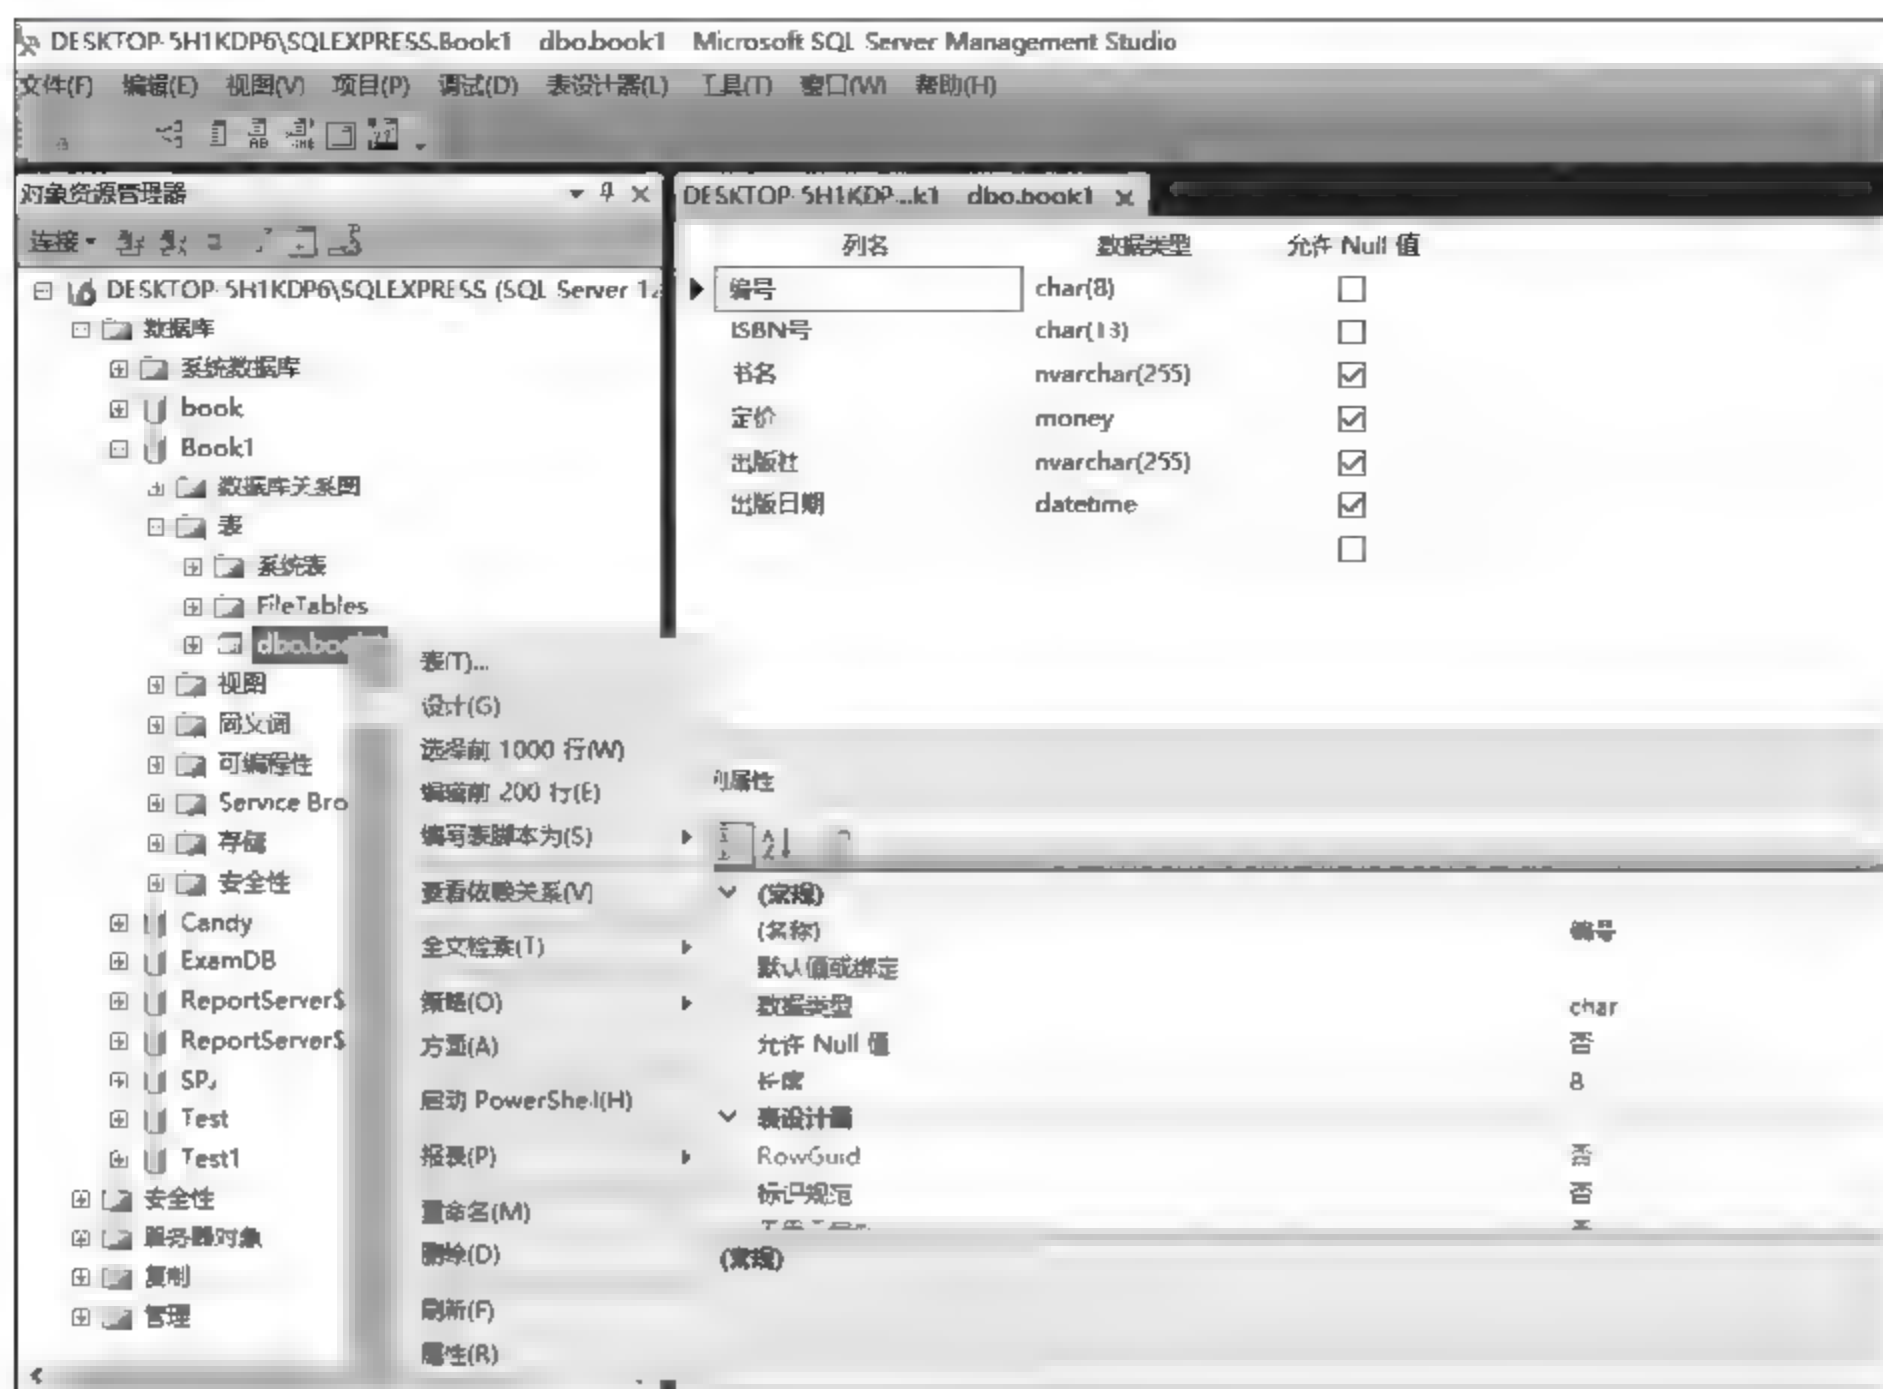 DESKTOP-5H1KDP6\SQLEXPRESS.Book1 dbo.book1 Microsoft SQL Server Management Studio
文件(F) 编辑(E) 视图(V) 项目(P) 调试(D) 表设计器(L) 工具(T) 窗口(W) 帮助(H)
对象资源管理器
连接
DESKTOP-5H1KDP6\SQLEXPRESS (SQL Server 12
数据库
系统数据库
book
Book1
数据库关系图
表
系统表
FileTables
dbo.book1
视图
同义词
可编程性
Service Bro
存储
安全性
Candy
ExamDB
ReportServer$
ReportServer$
SPJ
Test
Test1
安全性
服务器对象
复制
管理
表(T)...
设计(G)
选择前 1000 行(W)
编辑前 200 行(E)
编写表脚本为(S)
查看依赖关系(V)
全文检索(T)
策略(O)
方面(A)
启动 PowerShell(H)
报表(P)
重命名(M)
删除(D)
刷新(F)
属性(R)
DESKTOP-5H1KDP...k1 dbo.book1
列名 数据类型 允许 Null 值
编号 char(8)
ISBN号 char(13)
书名 nvarchar(255)
定价 money
出版社 nvarchar(255)
出版日期 datetime
列属性
(常规)
(名称) 编号
默认值或绑定
数据类型 char
允许 Null 值 否
长度 8
表设计器
RowGuid 否
标识规范 否
(常规)